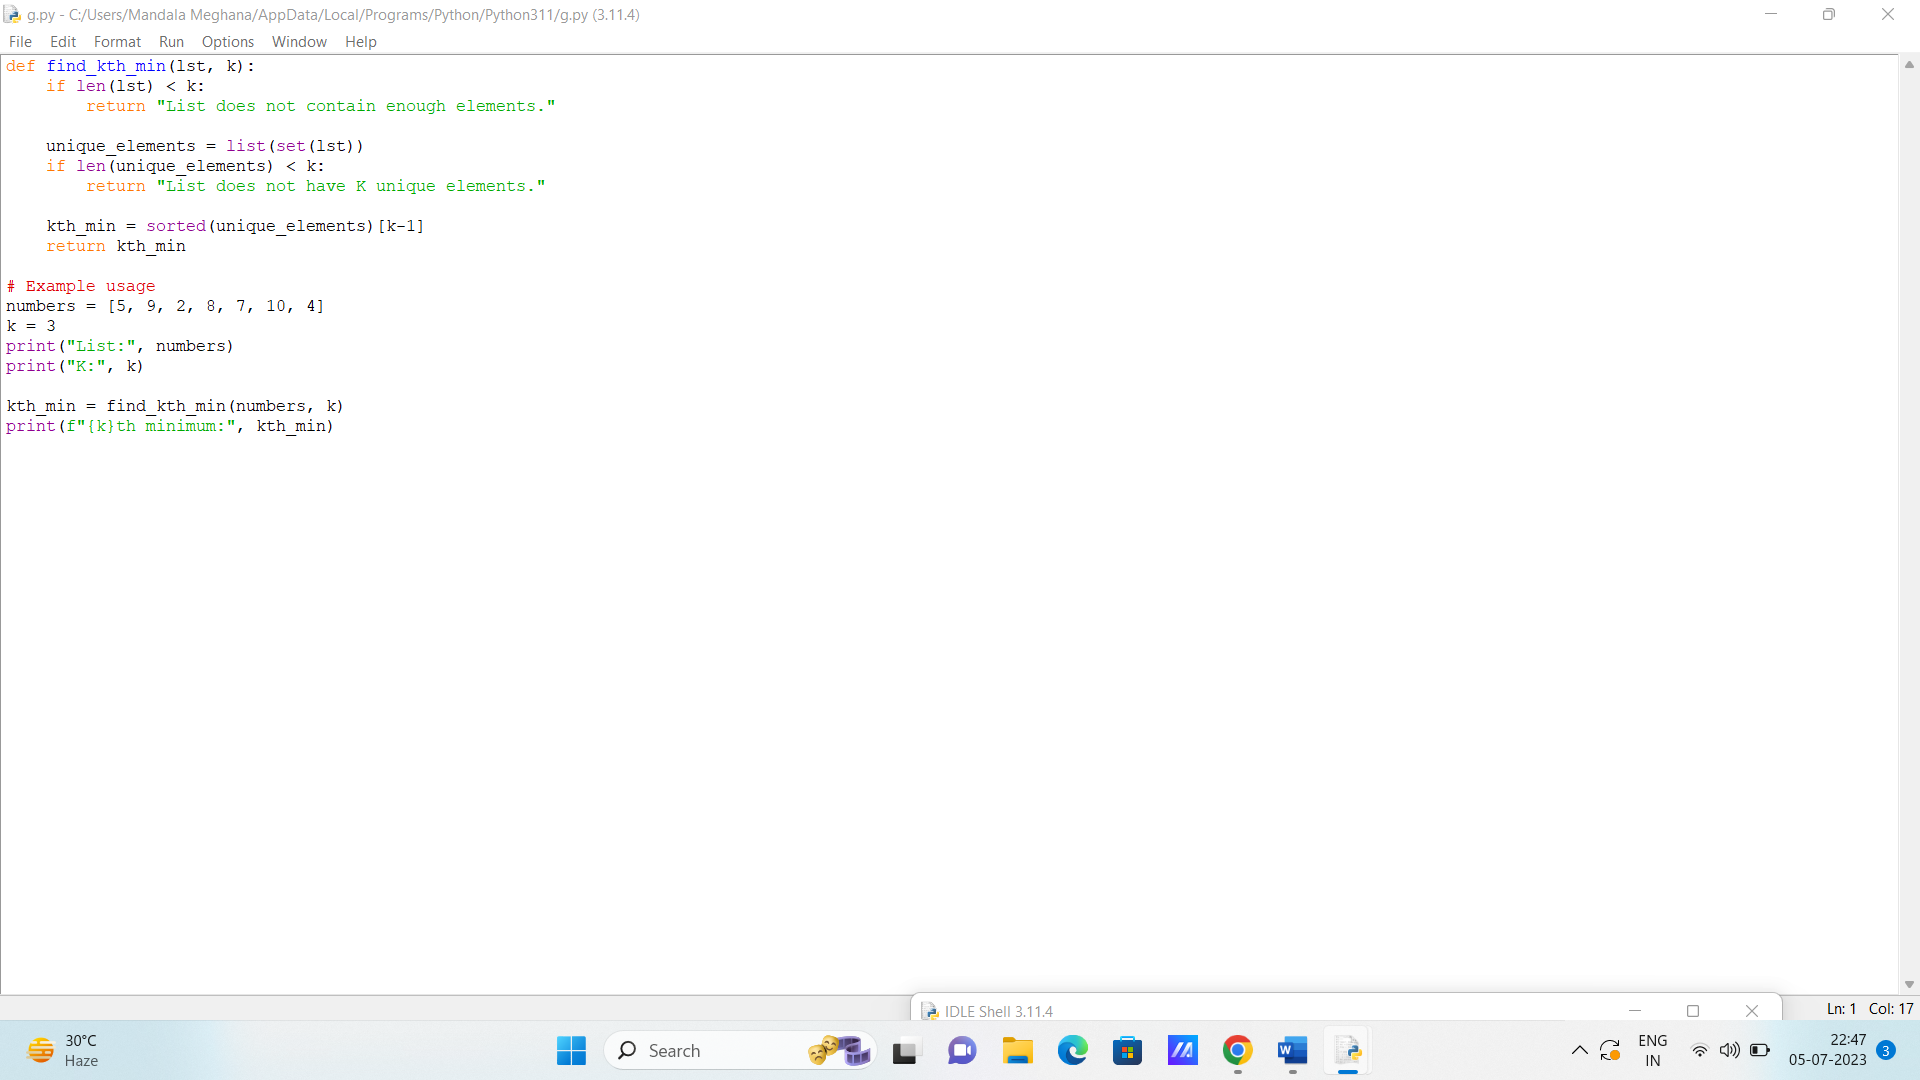 g.py - C:/Users/Mandala Meghana/AppData/Local/Programs/Python/Python311/g.py (3.11.4)
File Edit Format Run Options Window Help
def find_kth_min(lst, k):
    if len(lst) < k:
        return "List does not contain enough elements."
    unique_elements = list(set(lst))
    if len(unique_elements) < k:
        return "List does not have K unique elements."
    kth_min = sorted(unique_elements)[k-1]
    return kth_min
# Example usage
numbers = [5, 9, 2, 8, 7, 10, 4]
k = 3
print("List:", numbers)
print("K:", k)
kth_min = find_kth_min(numbers, k)
print(f"{k}th minimum:", kth_min)
IDLE Shell 3.11.4
Ln: 1 Col: 17
30°C
Haze
Search
W
ENG
IN
22:47
05-07-2023
3